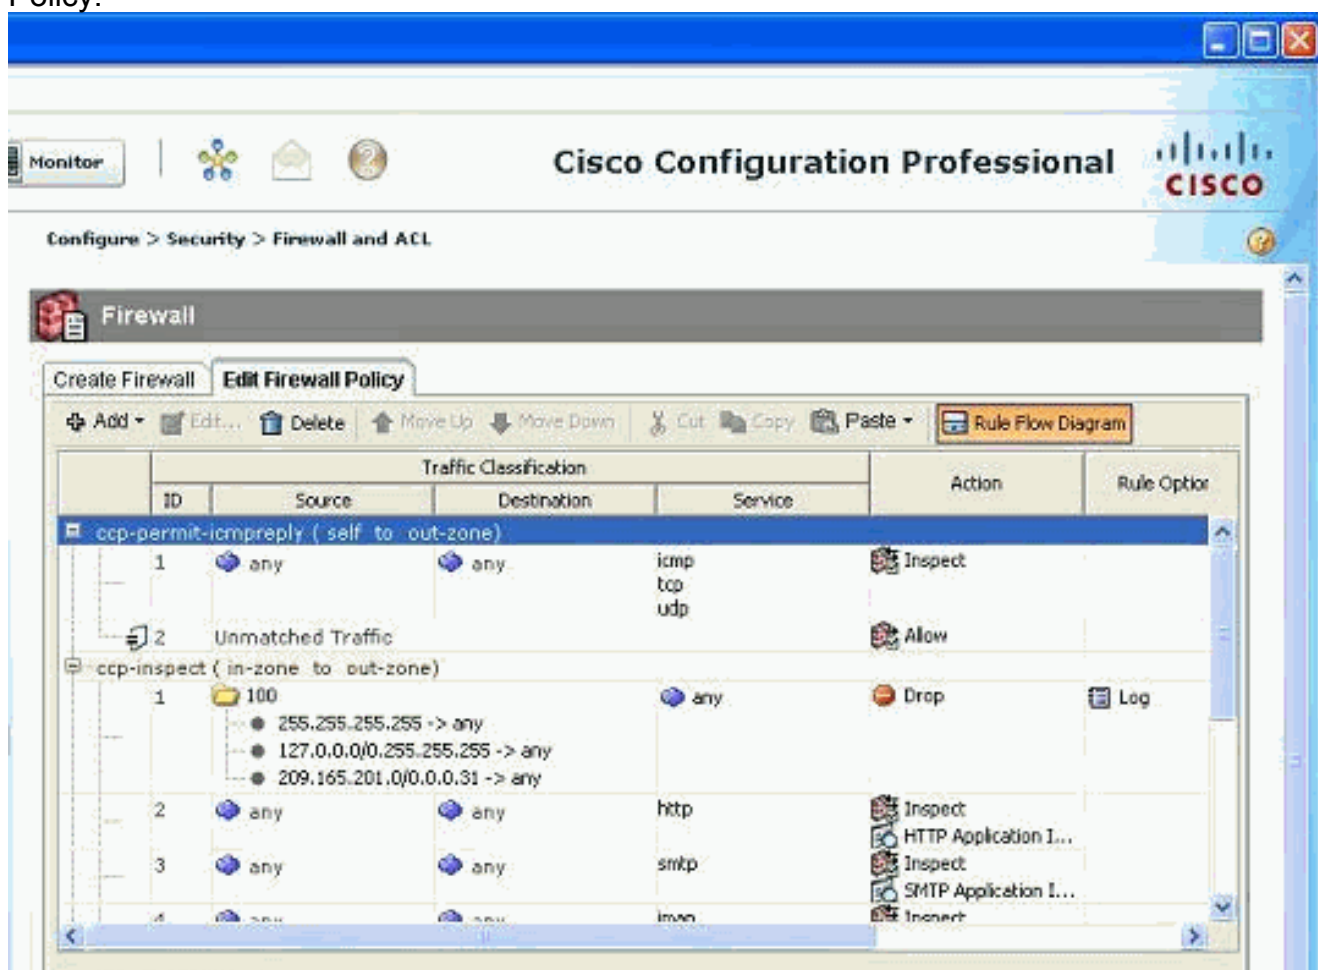 Policy.
Monitor
Cisco Configuration Professional
CISCO
Configure > Security > Firewall and ACL
Firewall
Create Firewall Edit Firewall Policy
Add Edit... Delete Move Up Move Down Cut Copy Paste Rule Flow Diagram
Traffic Classification Action Rule Option
ID Source Destination Service
ccp-permit-icmpreply ( self to out-zone)
1 any any icmp Inspect
tcp
udp
2 Unmatched Traffic Allow
ccp-inspect ( in-zone to out-zone)
1 100 any Drop Log
255.255.255.255 -> any
127.0.0.0/0.255.255.255 -> any
209.165.201.0/0.0.0.31 -> any
2 any any http Inspect
HTTP Application I...
3 any any smtp Inspect
SMTP Application I...
4 any any imap Inspect